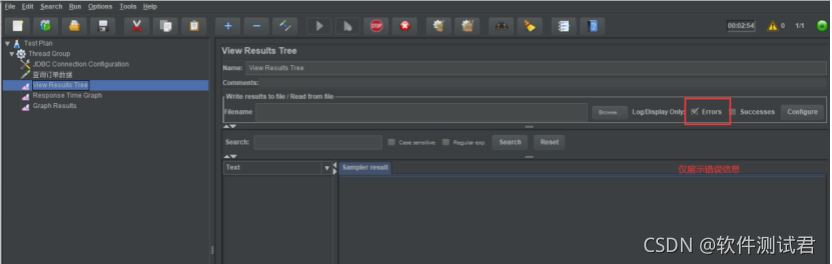 File Edit Search Run Options Tools Help
00:02:54 0 1/1
Test Plan
Thread Group
JDBC Connection Configuration
查询订单数据
View Results Tree
Response Time Graph
Graph Results
View Results Tree
Name: View Results Tree
Comments:
Write results to file / Read from file
Filename Browse... Log/Display Only: Errors Successes Configure
Search: Case sensitive Regular exp. Search Reset
Text Sampler result
仅展示错误信息
CSDN @软件测试君